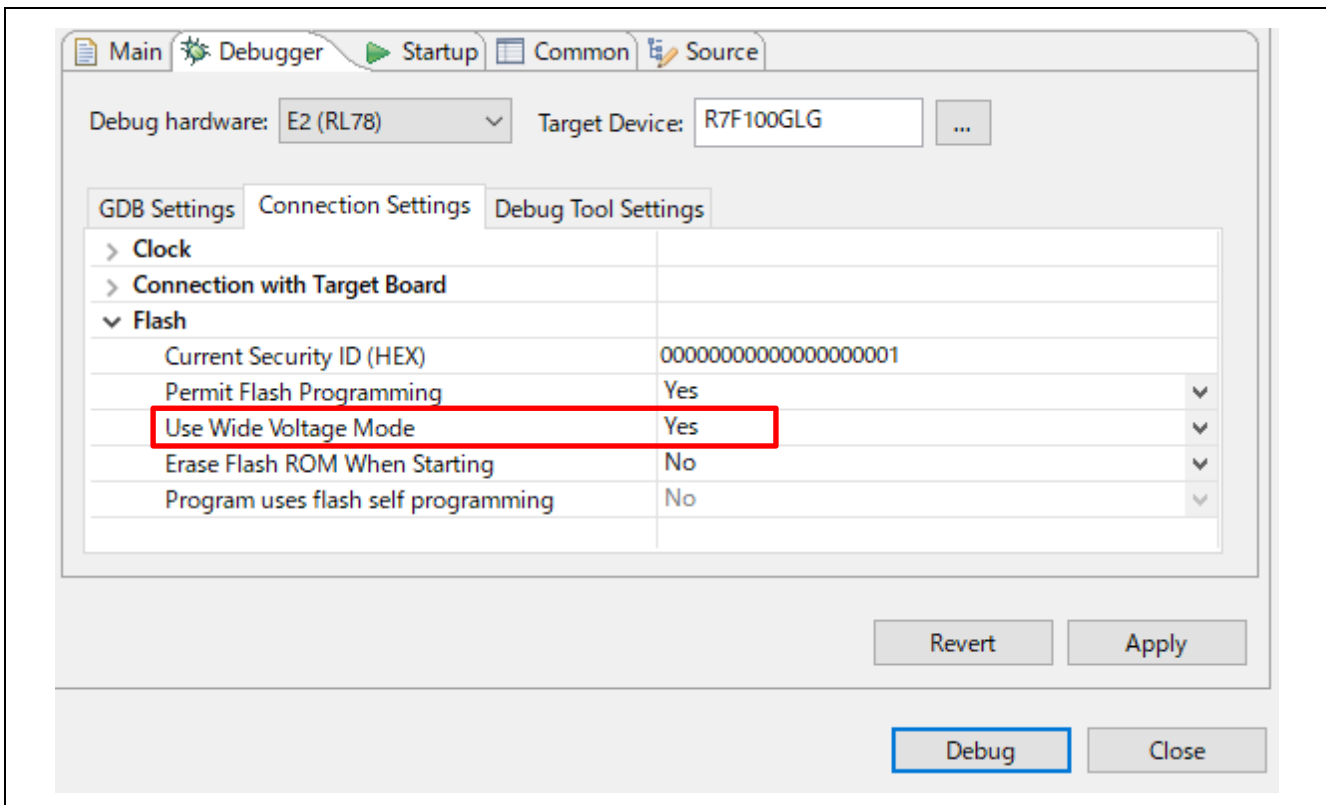 Main Debugger Startup Common Source
Debug hardware: E2 (RL78) Target Device: R7F100GLG ...
GDB Settings Connection Settings Debug Tool Settings
Clock
Connection with Target Board
Flash
Current Security ID (HEX) 00000000000000000001
Permit Flash Programming Yes
Use Wide Voltage Mode Yes
Erase Flash ROM When Starting No
Program uses flash self programming No
Revert Apply
Debug Close